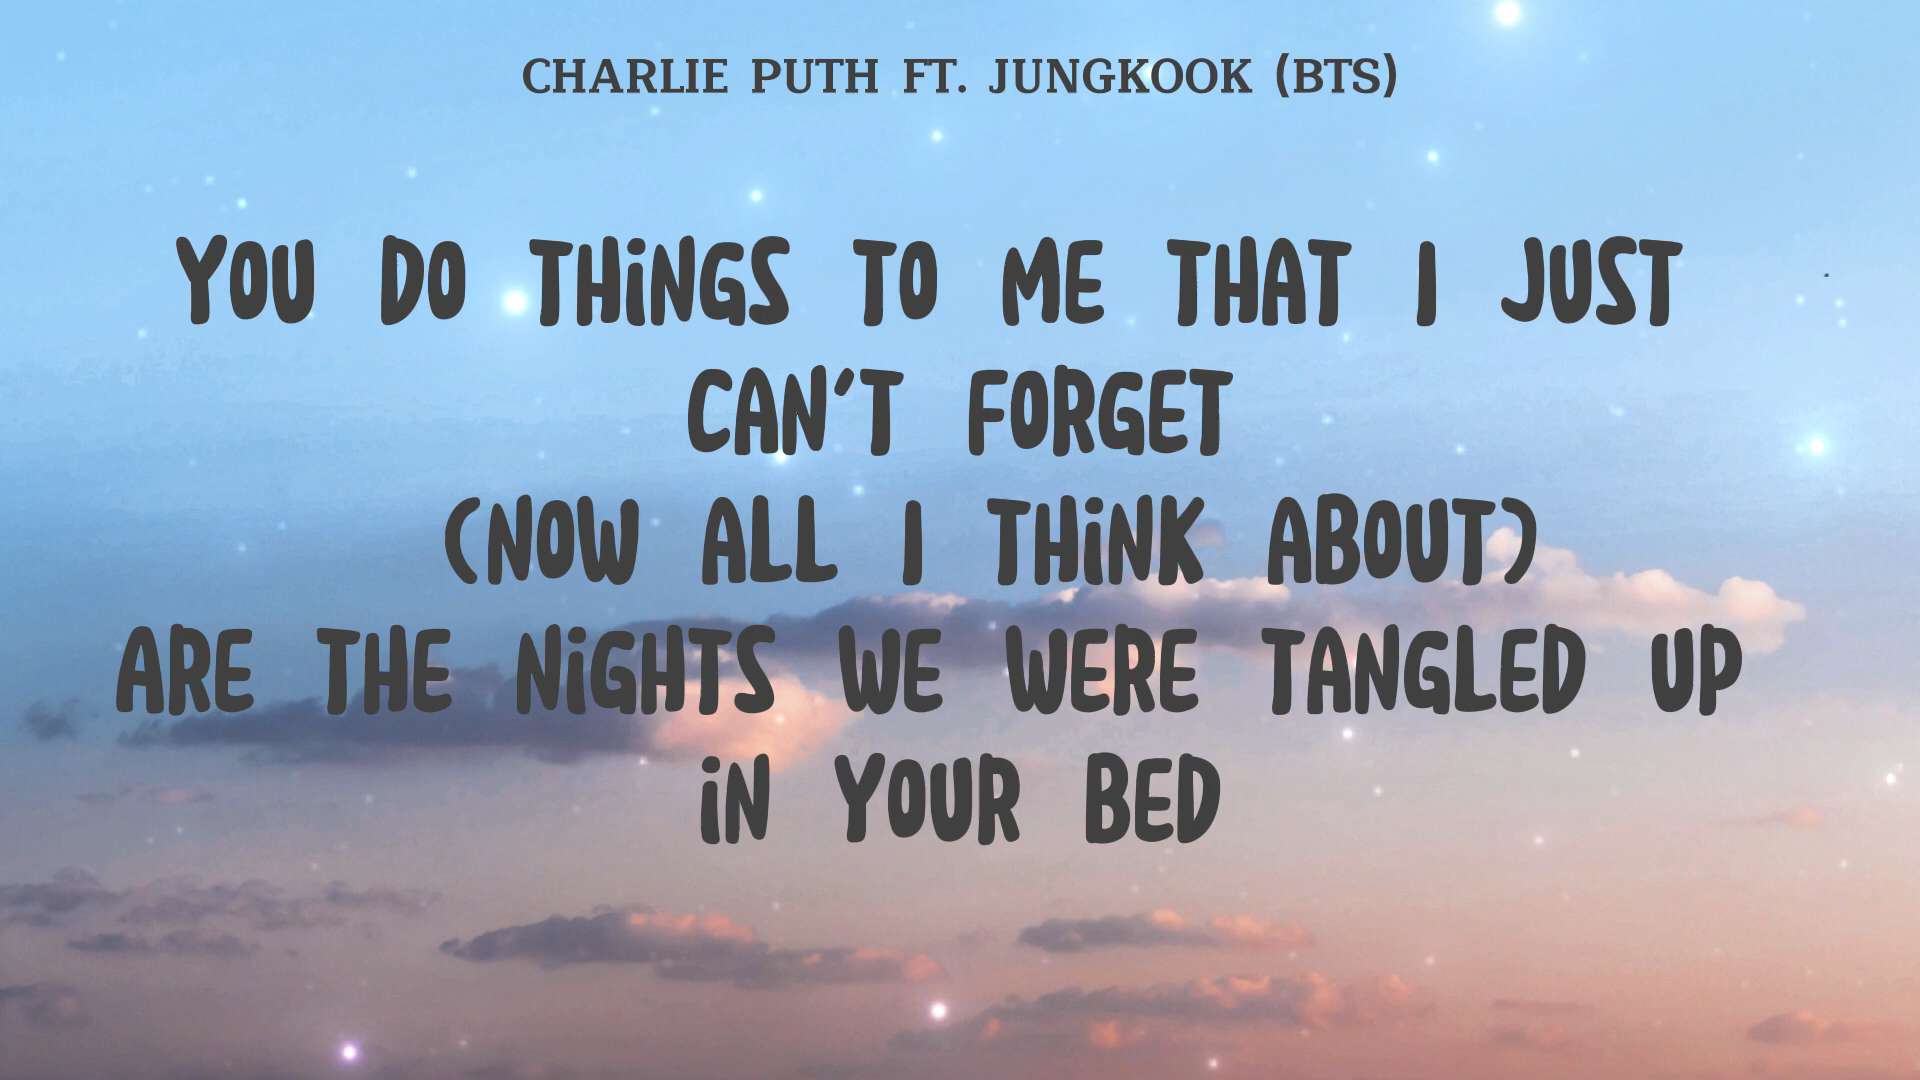 CHARLIE PUTH FT. JUNGKOOK (BTS)
YOU DO THiNGS TO ME THAT I JUST
CAN'T FORGET
(NOW ALL I THiNK ABOUT)
ARE THE NiGHTS WE WERE TANGLED UP
iN YOUR BED